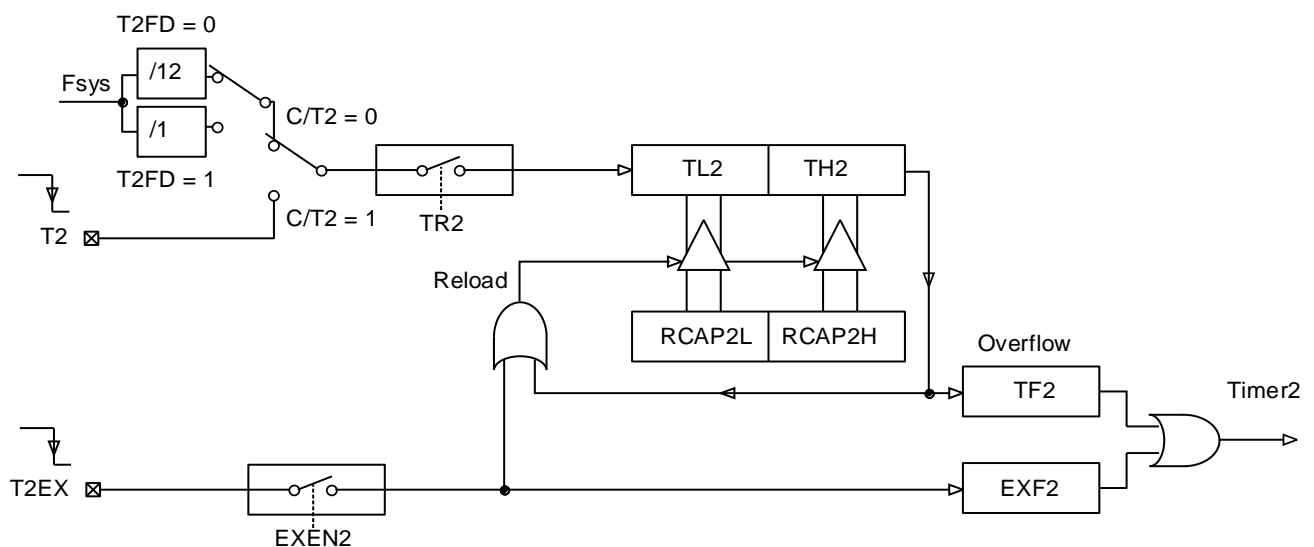 T2FD = 0
/12
Fsys
C/T2 = 0
/1
T2FD = 1
TL2
TH2
C/T2 = 1
TR2
T2
Reload
RCAP2L
RCAP2H
Overflow
TF2
Timer2
T2EX
EXF2
EXEN2